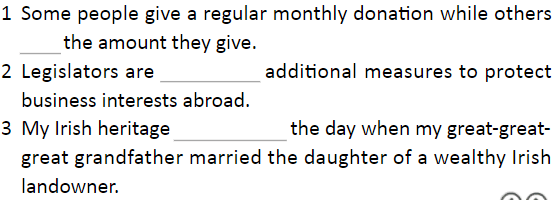 1 Some people give a regular monthly donation while others
____ the amount they give.
2 Legislators are __________ additional measures to protect
business interests abroad.
3 My Irish heritage ___________ the day when my great-great-
great grandfather married the daughter of a wealthy Irish
landowner.